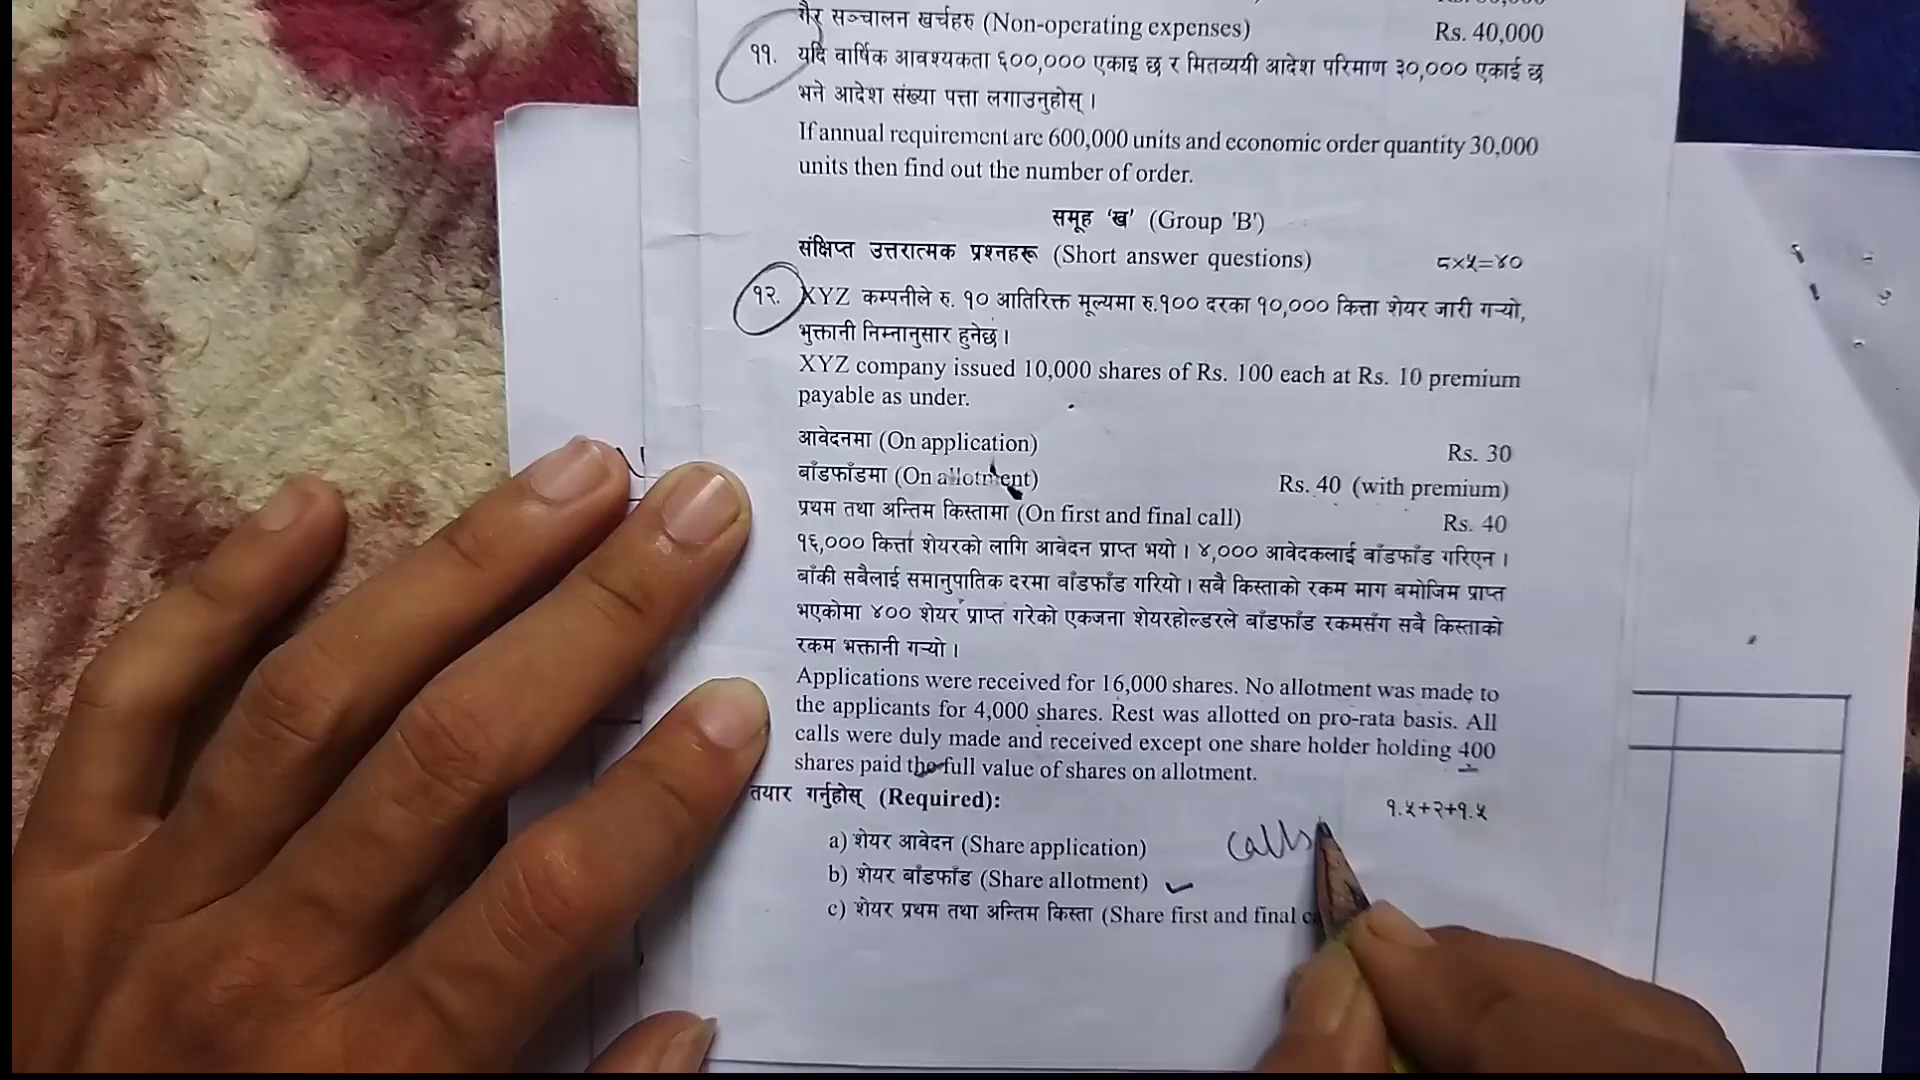 गैर सञ्चालन खर्चहरु (Non-operating expenses) Rs. 40,000
११. यदि वार्षिक आवश्यकता ६००,००० एकाइ छ र मितव्ययी आदेश परिमाण ३०,००० एकाई छ
भने आदेश संख्या पत्ता लगाउनुहोस् ।
If annual requirement are 600,000 units and economic order quantity 30,000
units then find out the number of order.
समूह 'ख' (Group 'B')
संक्षिप्त उत्तरात्मक प्रश्नहरू (Short answer questions) ८×५=४०
१२. XYZ कम्पनीले रु. १० आतिरिक्त मूल्यमा रु.१०० दरका १०,००० कित्ता शेयर जारी गऱ्यो,
भुक्तानी निम्नानुसार हुनेछ ।
XYZ company issued 10,000 shares of Rs. 100 each at Rs. 10 premium
payable as under.
आवेदनमा (On application) Rs. 30
बाँडफाँडमा (On allotment) Rs. 40 (with premium)
प्रथम तथा अन्तिम किस्तामा (On first and final call) Rs. 40
१६,००० कित्ता शेयरको लागि आवेदन प्राप्त भयो । ४,००० आवेदकलाई बाँडफाँड गरिएन ।
बाँकी सबैलाई समानुपातिक दरमा बाँडफाँड गरियो । सबै किस्ताको रकम माग बमोजिम प्राप्त
भएकोमा ४०० शेयर प्राप्त गरेको एकजना शेयरहोल्डरले बाँडफाँड रकमसँग सबै किस्ताको
रकम भक्तानी गऱ्यो ।
Applications were received for 16,000 shares. No allotment was made to
the applicants for 4,000 shares. Rest was allotted on pro-rata basis. All
calls were duly made and received except one share holder holding 400
shares paid the full value of shares on allotment.
तयार गर्नुहोस् (Required): १.५+२+१.५
a) शेयर आवेदन (Share application) Calls
b) शेयर बाँडफाँड (Share allotment)
c) शेयर प्रथम तथा अन्तिम किस्ता (Share first and final